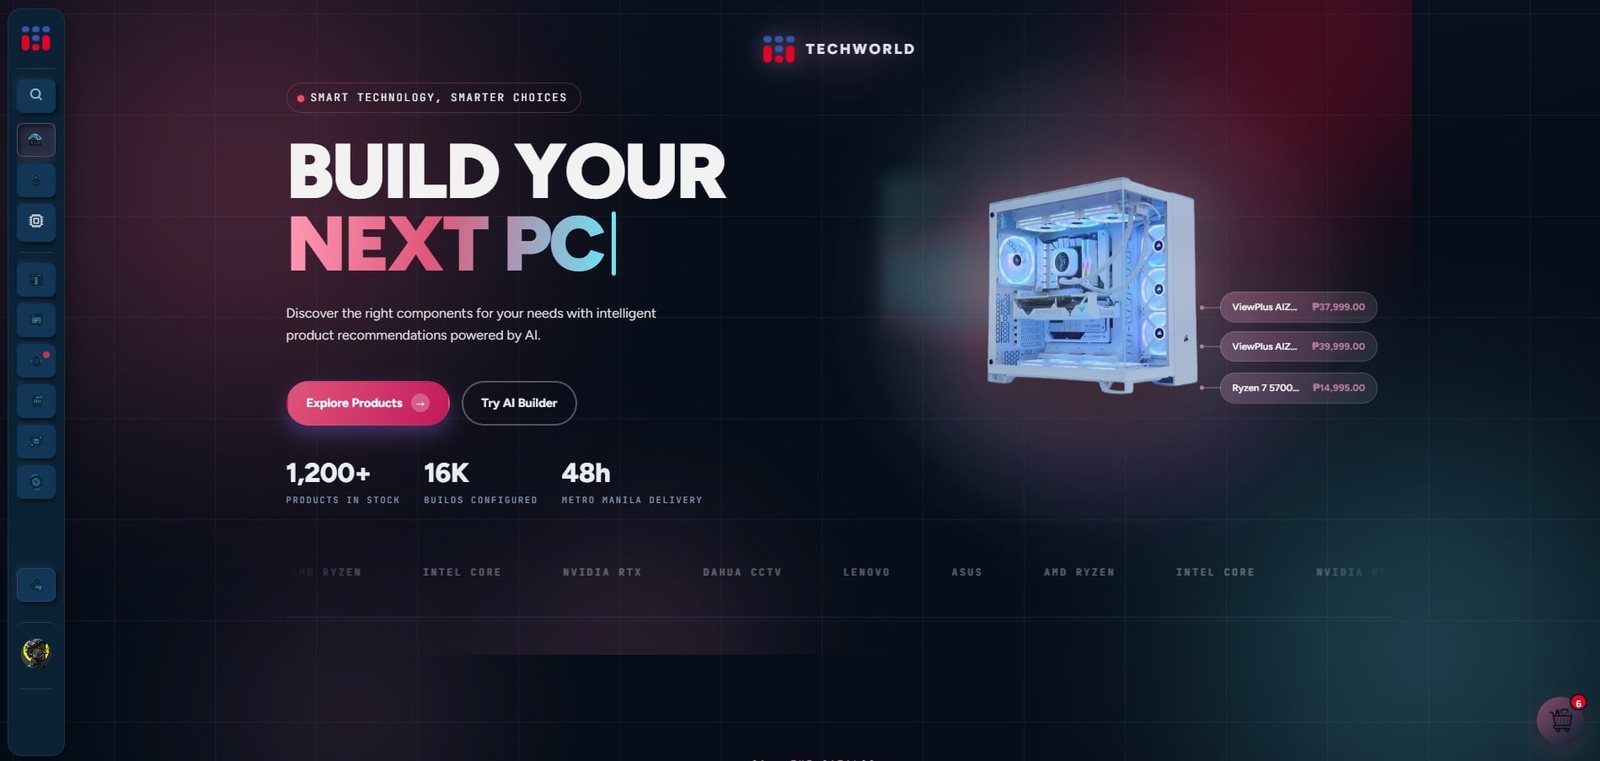 TECHWORLD
SMART TECHNOLOGY, SMARTER CHOICES
BUILD YOUR
NEXT PC
Discover the right components for your needs with intelligent
product recommendations powered by AI.
Explore Products →
Try AI Builder
ViewPlus AIZ... ₱37,999.00
ViewPlus AIZ... ₱39,999.00
Ryzen 7 5700... ₱14,995.00
1,200+
PRODUCTS IN STOCK
16K
BUILDS CONFIGURED
48h
METRO MANILA DELIVERY
AMD RYZEN INTEL CORE NVIDIA RTX DAHUA CCTV LENOVO ASUS AMD RYZEN INTEL CORE NVIDIA
6